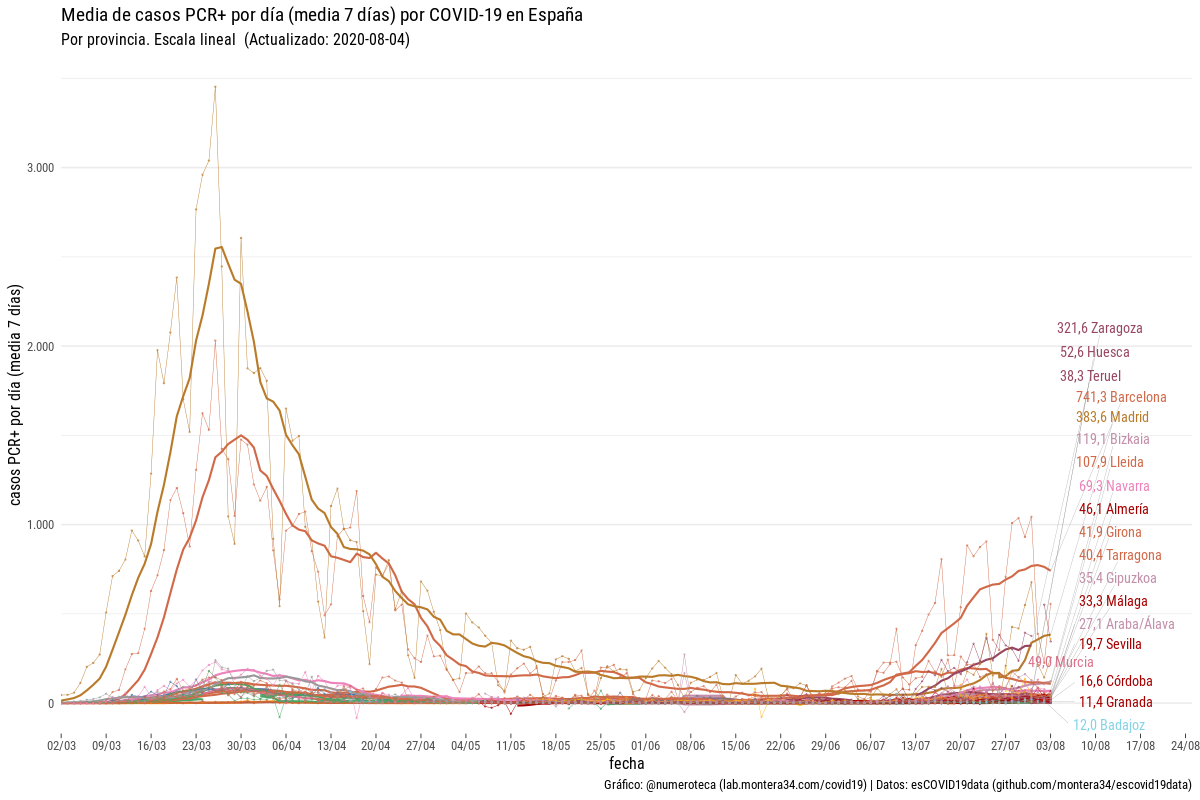 Media de casos PCR+ por día (media 7 días) por COVID-19 en España
Por provincia. Escala lineal  (Actualizado: 2020-08-04)
casos PCR+ por día (media 7 días)
3.000
2.000
1.000
0
321,6 Zaragoza
52,6 Huesca
38,3 Teruel
741,3 Barcelona
383,6 Madrid
119,1 Bizkaia
107,9 Lleida
69,3 Navarra
46,1 Almería
41,9 Girona
40,4 Tarragona
35,4 Gipuzkoa
33,3 Málaga
27,1 Araba/Álava
19,7 Sevilla
49,0 Murcia
16,6 Córdoba
11,4 Granada
12,0 Badajoz
02/03 09/03 16/03 23/03 30/03 06/04 13/04 20/04 27/04 04/05 11/05 18/05 25/05 01/06 08/06 15/06 22/06 29/06 06/07 13/07 20/07 27/07 03/08 10/08 17/08 24/08
fecha
Gráfico: @numeroteca (lab.montera34.com/covid19) | Datos: esCOVID19data (github.com/montera34/escovid19data)